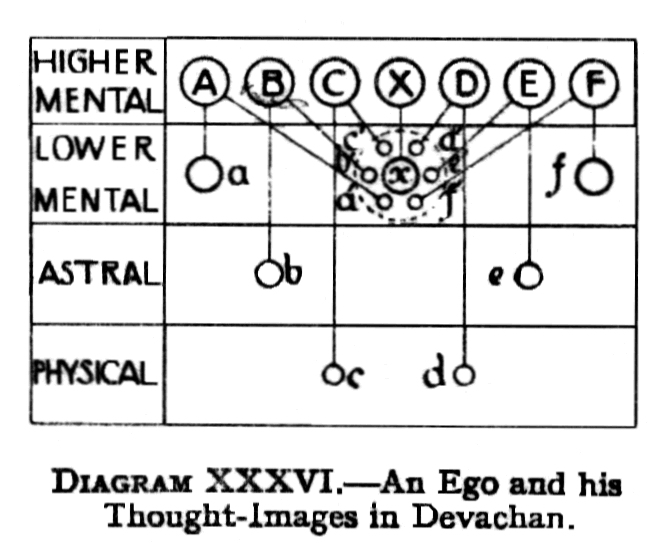 HIGHER
MENTAL
A B C X D E F
LOWER
MENTAL
a
c' d'
x
a' f'
f
ASTRAL
b e
PHYSICAL
c d
DIAGRAM XXXVI.—An Ego and his
Thought-Images in Devachan.